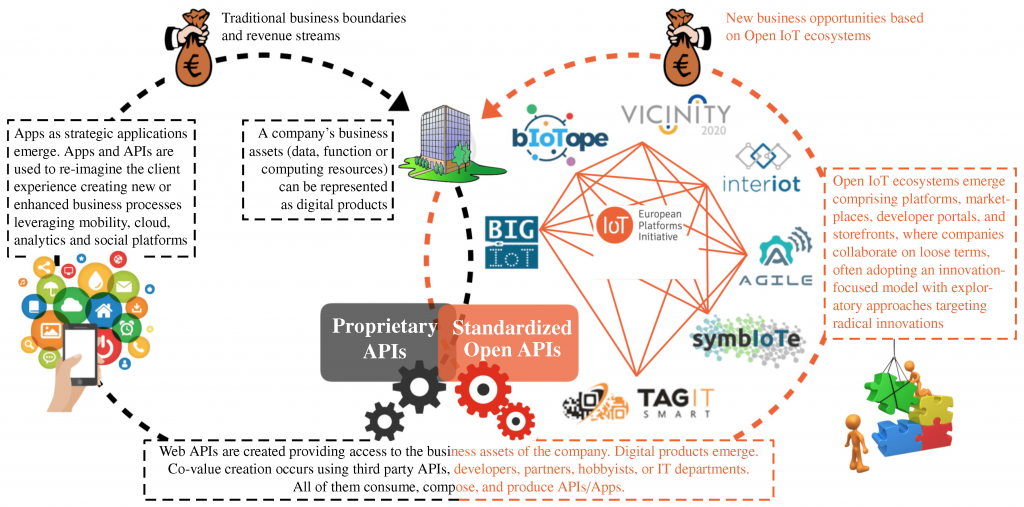 Traditional business boundaries
and revenue streams
New business opportunities based
on Open IoT ecosystems
€
€
Apps as strategic applications
emerge. Apps and APIs are
used to re-imagine the client
experience creating new or
enhanced business processes
leveraging mobility, cloud,
analytics and social platforms
A company's business
assets (data, function or
computing resources)
can be represented
as digital products
bIoTope
VICINITY
2020
interiot
BIG
IoT
IoT
European
Platforms
Initiative
AGILE
symbIoTe
TAGIT
SMART
Open IoT ecosystems emerge
comprising platforms, market-
places, developer portals, and
storefronts, where companies
collaborate on loose terms,
often adopting an innovation-
focused model with explor-
atory approaches targeting
radical innovations
Proprietary
APIs
Standardized
Open APIs
Web APIs are created providing access to the business assets of the company. Digital products emerge.
Co-value creation occurs using third party APIs, developers, partners, hobbyists, or IT departments.
All of them consume, compose, and produce APIs/Apps.